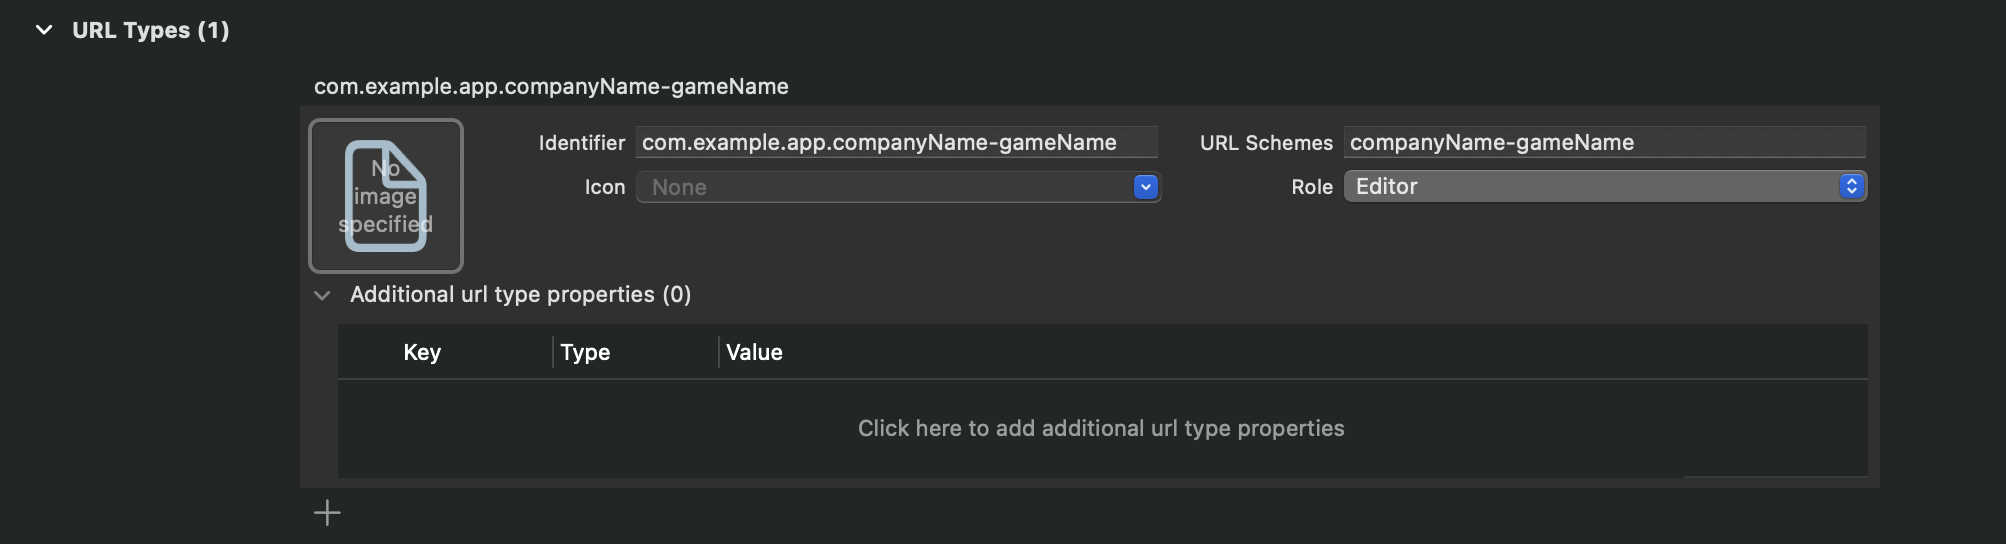 URL Types (1)
com.example.app.companyName-gameName
No
image
specified
Identifier com.example.app.companyName-gameName
URL Schemes companyName-gameName
Icon None
Role Editor
Additional url type properties (0)
Key Type Value
Click here to add additional url type properties